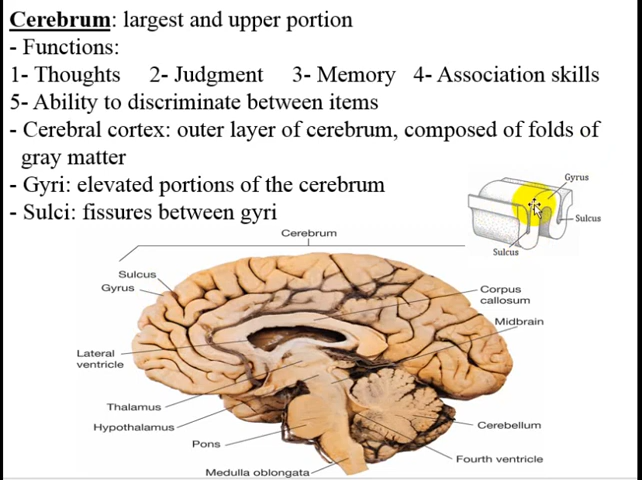 Cerebrum: largest and upper portion
- Functions:
1- Thoughts 2- Judgment 3- Memory 4- Association skills
5- Ability to discriminate between items
- Cerebral cortex: outer layer of cerebrum, composed of folds of
gray matter
- Gyri: elevated portions of the cerebrum
- Sulci: fissures between gyri
Gyrus
Sulcus
Sulcus
Cerebrum
Sulcus
Gyrus
Corpus
callosum
Midbrain
Lateral
ventricle
Thalamus
Hypothalamus
Pons
Medulla oblongata
Cerebellum
Fourth ventricle